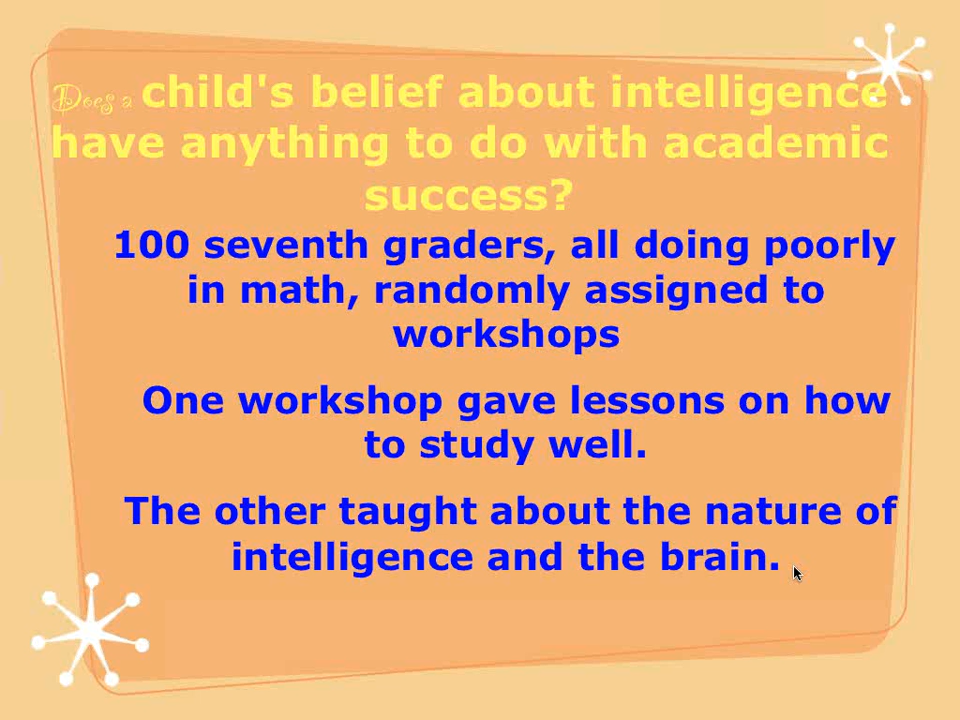 Does a child's belief about intelligence
have anything to do with academic
success?
100 seventh graders, all doing poorly
in math, randomly assigned to
workshops
One workshop gave lessons on how
to study well.
The other taught about the nature of
intelligence and the brain.